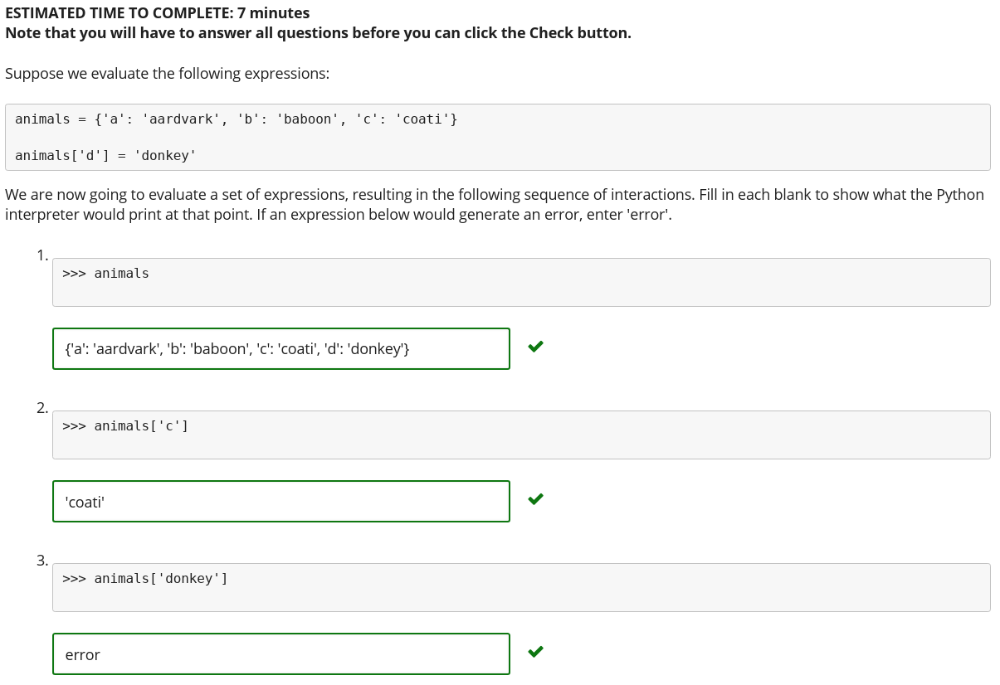 ESTIMATED TIME TO COMPLETE: 7 minutes
Note that you will have to answer all questions before you can click the Check button.
Suppose we evaluate the following expressions:
animals = {'a': 'aardvark', 'b': 'baboon', 'c': 'coati'}
animals['d'] = 'donkey'
We are now going to evaluate a set of expressions, resulting in the following sequence of interactions. Fill in each blank to show what the Python
interpreter would print at that point. If an expression below would generate an error, enter 'error'.
1.
>>> animals
{'a': 'aardvark', 'b': 'baboon', 'c': 'coati', 'd': 'donkey'}
2.
>>> animals['c']
'coati'
3.
>>> animals['donkey']
error